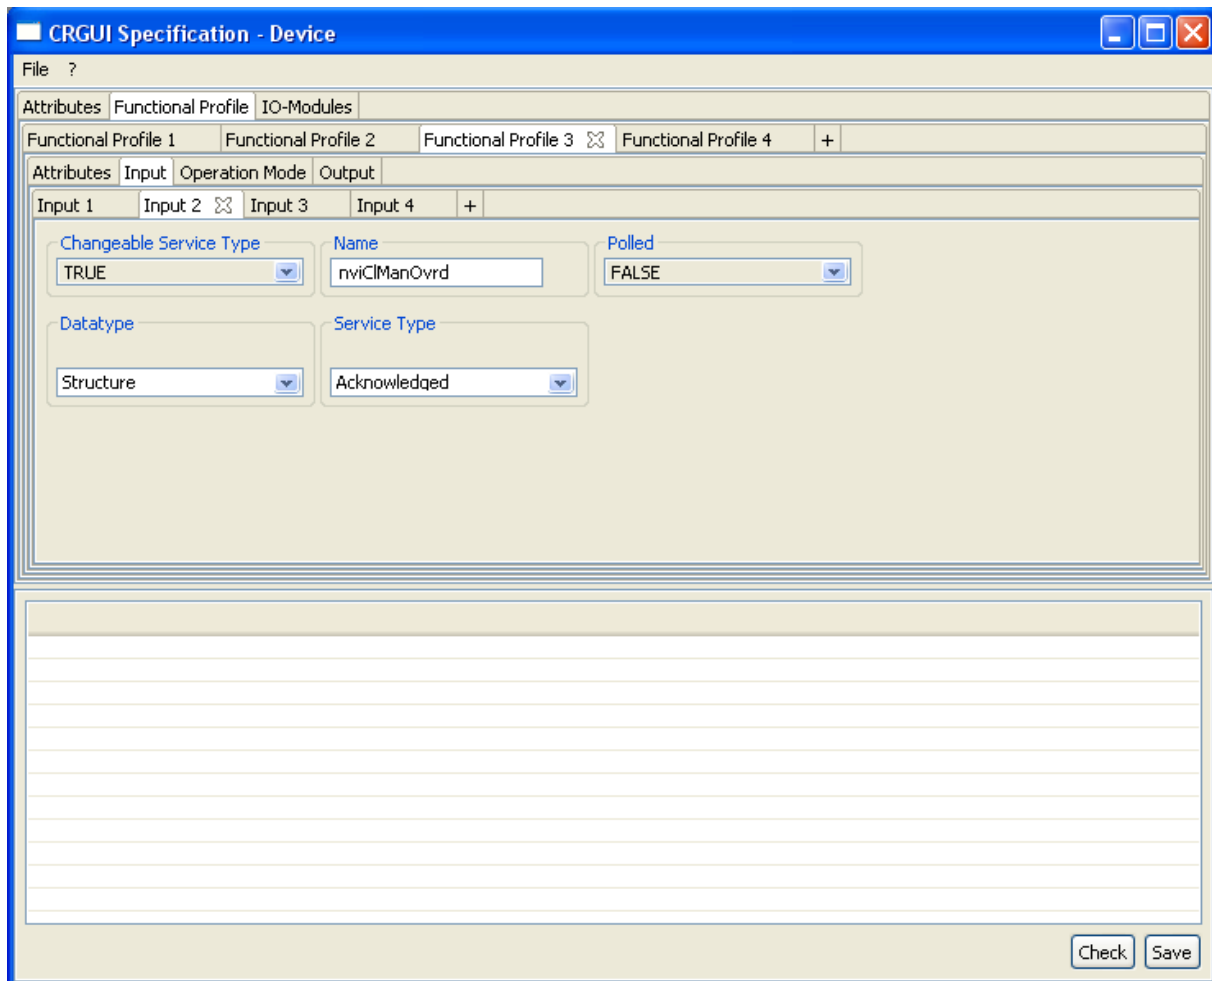 CRGUI Specification - Device
File ?
Attributes Functional Profile IO-Modules
Functional Profile 1 Functional Profile 2 Functional Profile 3 Functional Profile 4 +
Attributes Input Operation Mode Output
Input 1 Input 2 Input 3 Input 4 +
Changeable Service Type Name Polled
TRUE nviClManOvrd FALSE
Datatype Service Type
Structure Acknowledged
Check Save